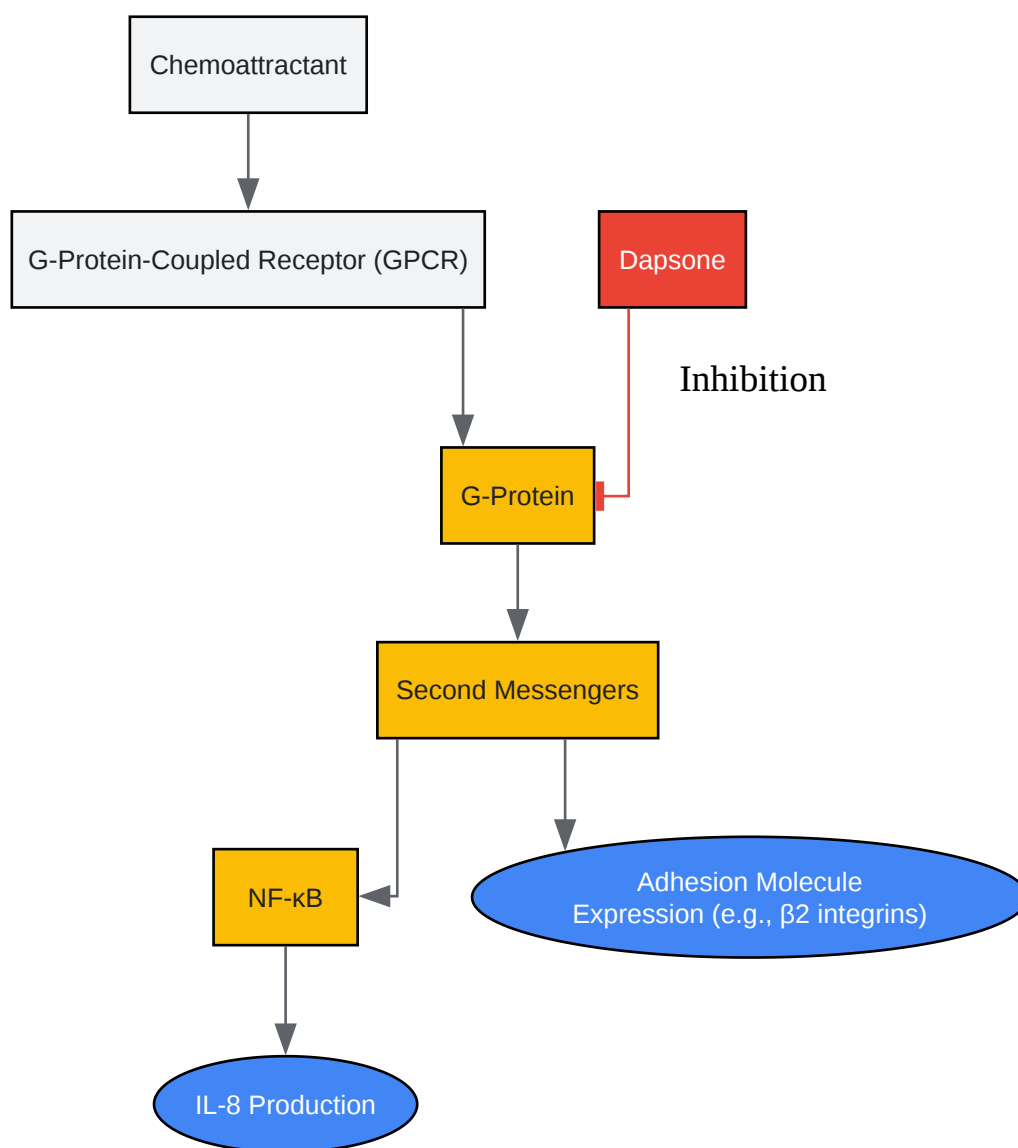 Chemoattractant
G-Protein-Coupled Receptor (GPCR)
Dapsone
Inhibition
G-Protein
Second Messengers
NF-κB
Adhesion Molecule
Expression (e.g., β2 integrins)
IL-8 Production